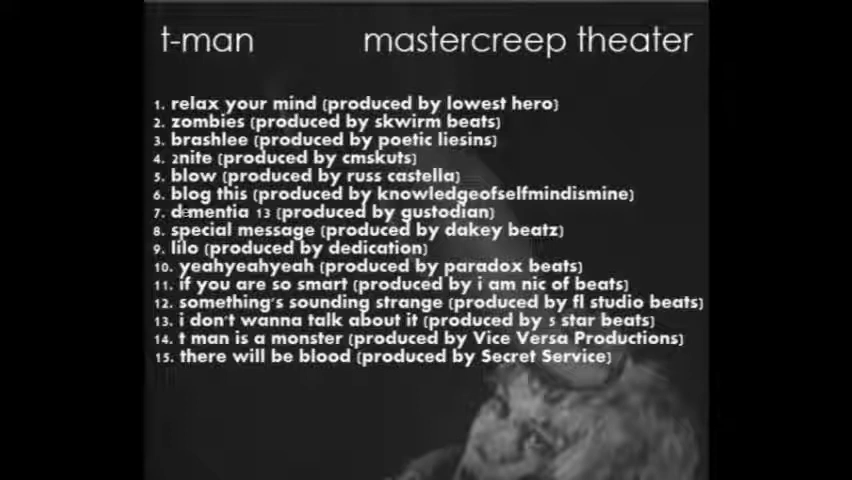 t-man mastercreep theater
1. relax your mind (produced by lowest hero)
2. zombies (produced by skwirm beats)
3. brashlee (produced by poetic liesins)
4. 2nite (produced by cmskuts)
5. blow (produced by russ castella)
6. blog this (produced by knowledgeofselfmindismine)
7. dementia 13 (produced by gustodian)
8. special message (produced by dakey beatz)
9. lilo (produced by dedication)
10. yeahyeahyeah (produced by paradox beats)
11. if you are so smart (produced by i am nic of beats)
12. something's sounding strange (produced by fl studio beats)
13. i don't wanna talk about it (produced by 5 star beats)
14. t man is a monster (produced by Vice Versa Productions)
15. there will be blood (produced by Secret Service)